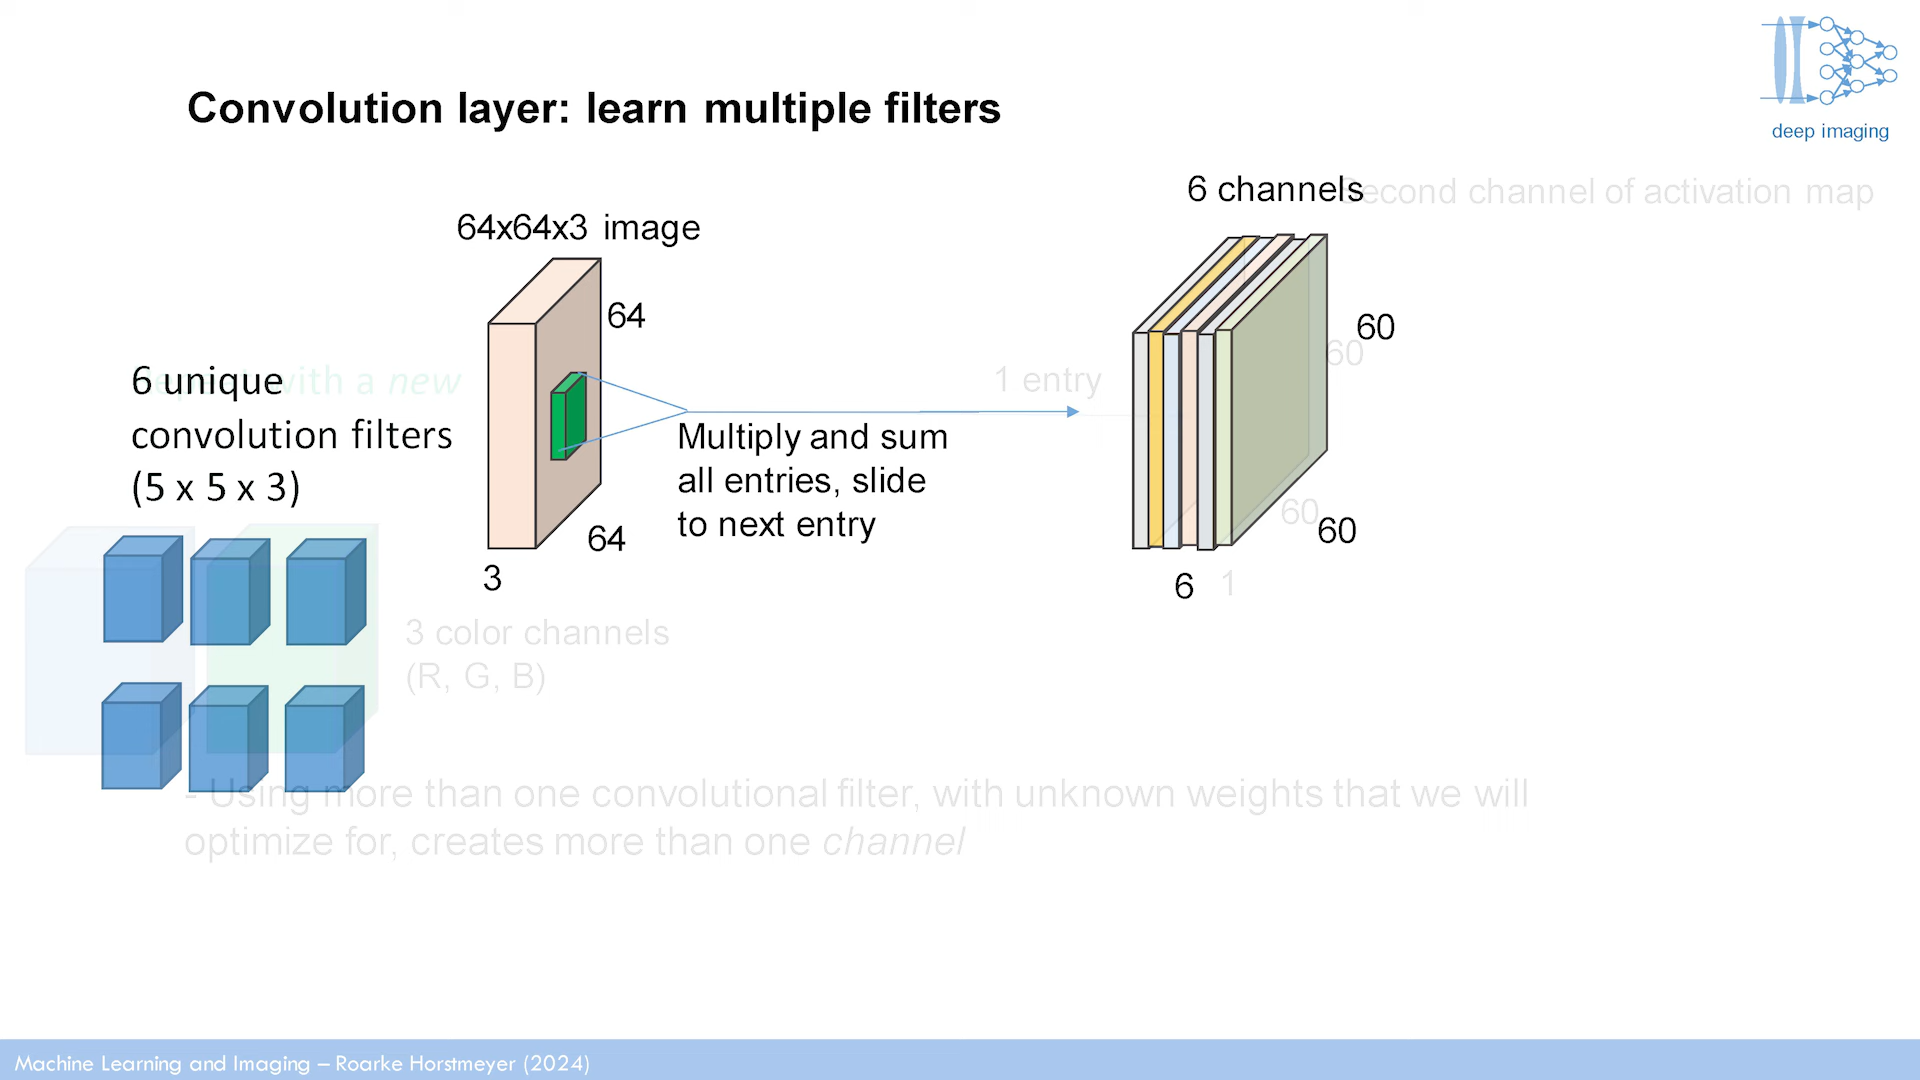 Convolution layer: learn multiple filters
deep imaging
6 channels
Second channel of activation map
64x64x3 image
64
60
60
6 unique
with a new
convolution filters
(5 x 5 x 3)
1 entry
Multiply and sum
all entries, slide
to next entry
64
3
60
60
6
1
3 color channels
(R, G, B)
- Using more than one convolutional filter, with unknown weights that we will
optimize for, creates more than one channel
Machine Learning and Imaging – Roarke Horstmeyer (2024)